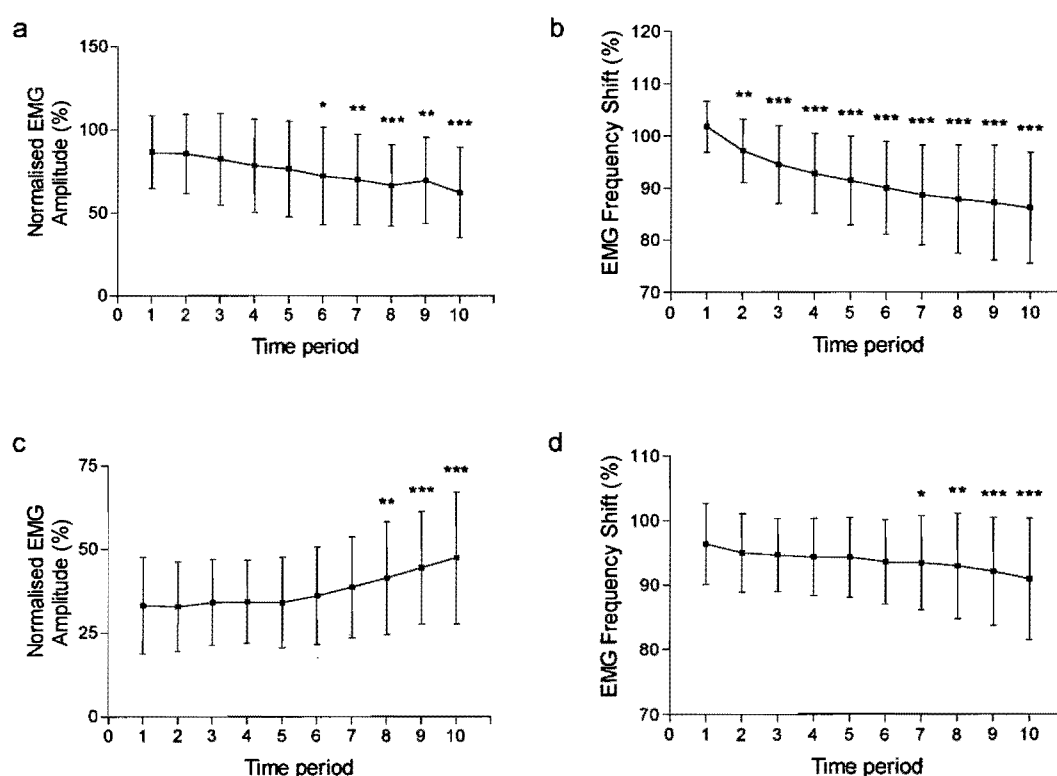 a
Normalised EMG
Amplitude (%)
150
100
50
0
* ** *** ** ***
0 1 2 3 4 5 6 7 8 9 10
Time period
b
EMG Frequency Shift (%)
120
110
100
90
80
70
** *** *** *** *** *** *** *** ***
0 1 2 3 4 5 6 7 8 9 10
Time period
c
Normalised EMG
Amplitude (%)
75
50
25
0
** *** ***
0 1 2 3 4 5 6 7 8 9 10
Time period
d
EMG Frequency Shift (%)
110
100
90
80
70
* ** *** ***
0 1 2 3 4 5 6 7 8 9 10
Time period